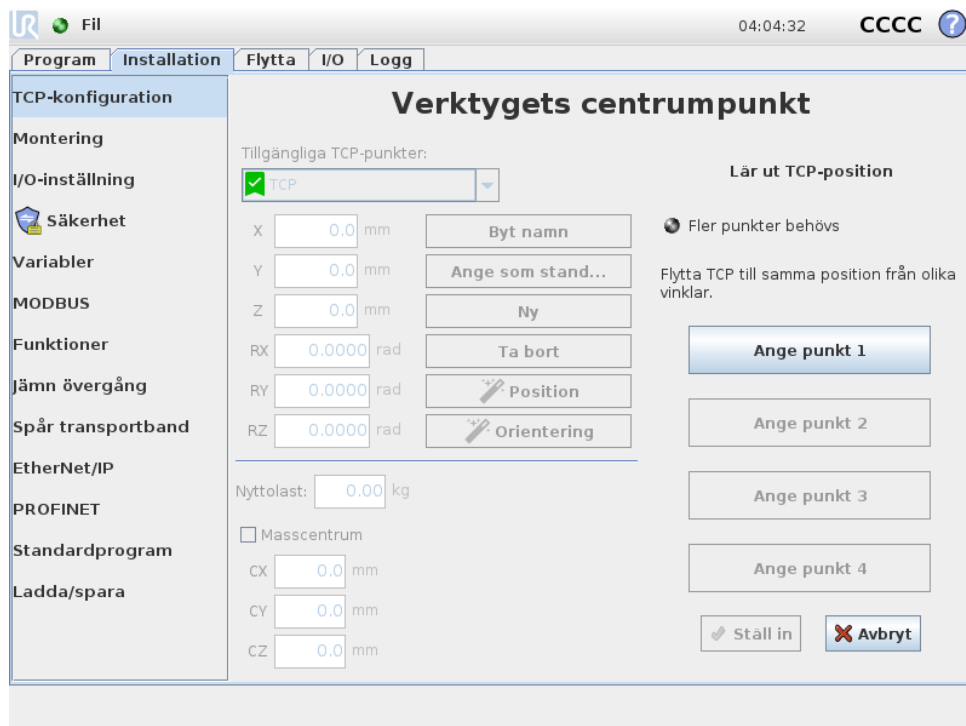 UR Fil 04:04:32 CCCC ?
Program Installation Flytta I/O Logg
TCP-konfiguration
Montering
I/O-inställning
Säkerhet
Variabler
MODBUS
Funktioner
Jämn övergång
Spår transportband
EtherNet/IP
PROFINET
Standardprogram
Ladda/spara
Verktygets centrumpunkt
Tillgängliga TCP-punkter:
TCP
X 0.0 mm Byt namn
Y 0.0 mm Ange som stand...
Z 0.0 mm Ny
RX 0.0000 rad Ta bort
RY 0.0000 rad Position
RZ 0.0000 rad Orientering
Nyttolast: 0.00 kg
Masscentrum
CX 0.0 mm
CY 0.0 mm
CZ 0.0 mm
Lär ut TCP-position
Fler punkter behövs
Flytta TCP till samma position från olika
vinklar.
Ange punkt 1
Ange punkt 2
Ange punkt 3
Ange punkt 4
Ställ in Avbryt